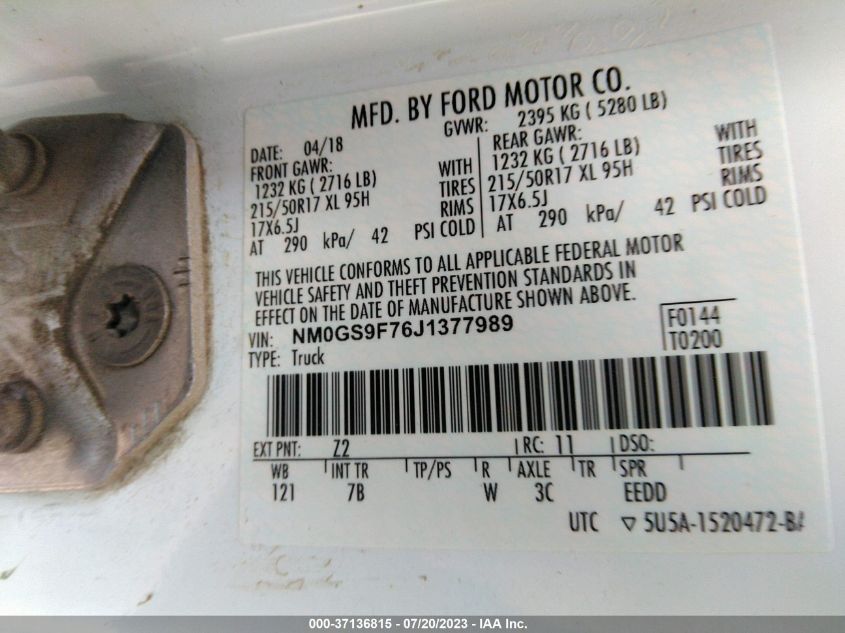 MFD. BY FORD MOTOR CO.
DATE: 04/18 GVWR: 2395 KG ( 5280 LB)
FRONT GAWR: REAR GAWR:
1232 KG ( 2716 LB) WITH 1232 KG ( 2716 LB) WITH
215/50R17 XL 95H TIRES 215/50R17 XL 95H TIRES
17X6.5J RIMS 17X6.5J RIMS
AT 290 kPa/ 42 PSI COLD AT 290 kPa/ 42 PSI COLD
THIS VEHICLE CONFORMS TO ALL APPLICABLE FEDERAL MOTOR
VEHICLE SAFETY AND THEFT PREVENTION STANDARDS IN
EFFECT ON THE DATE OF MANUFACTURE SHOWN ABOVE.
VIN: NM0GS9F76J1377989 F0144
TYPE: Truck T0200
EXT PNT: Z2 RC: 11 DSO:
WB INT TR TP/PS R AXLE TR SPR
121 7B W 3C EEDD
UTC ▽ 5U5A-1520472-BA
000-37136815 - 07/20/2023 - IAA Inc.